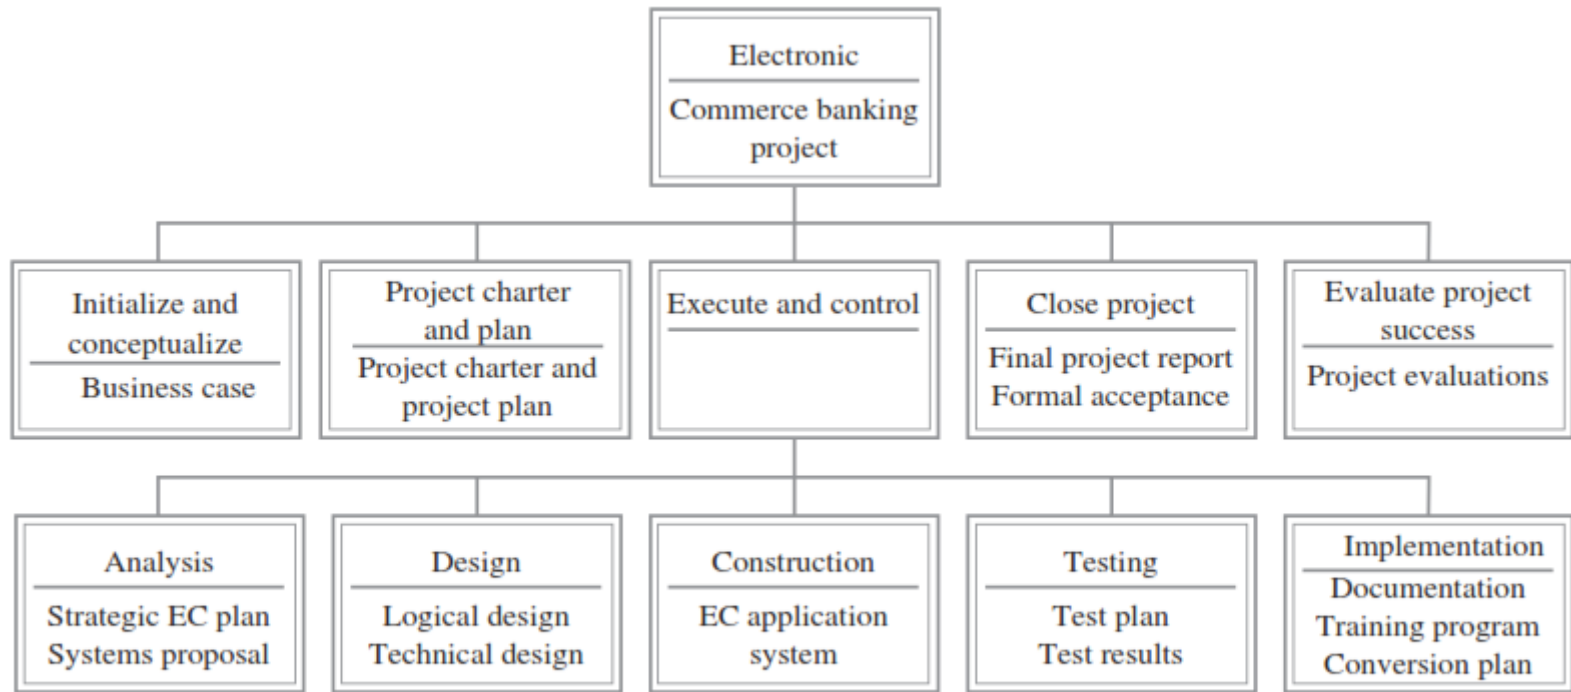 Electronic
Commerce banking
project
Initialize and
conceptualize
Business case
Project charter
and plan
Project charter and
project plan
Execute and control
Close project
Final project report
Formal acceptance
Evaluate project
success
Project evaluations
Analysis
Strategic EC plan
Systems proposal
Design
Logical design
Technical design
Construction
EC application
system
Testing
Test plan
Test results
Implementation
Documentation
Training program
Conversion plan